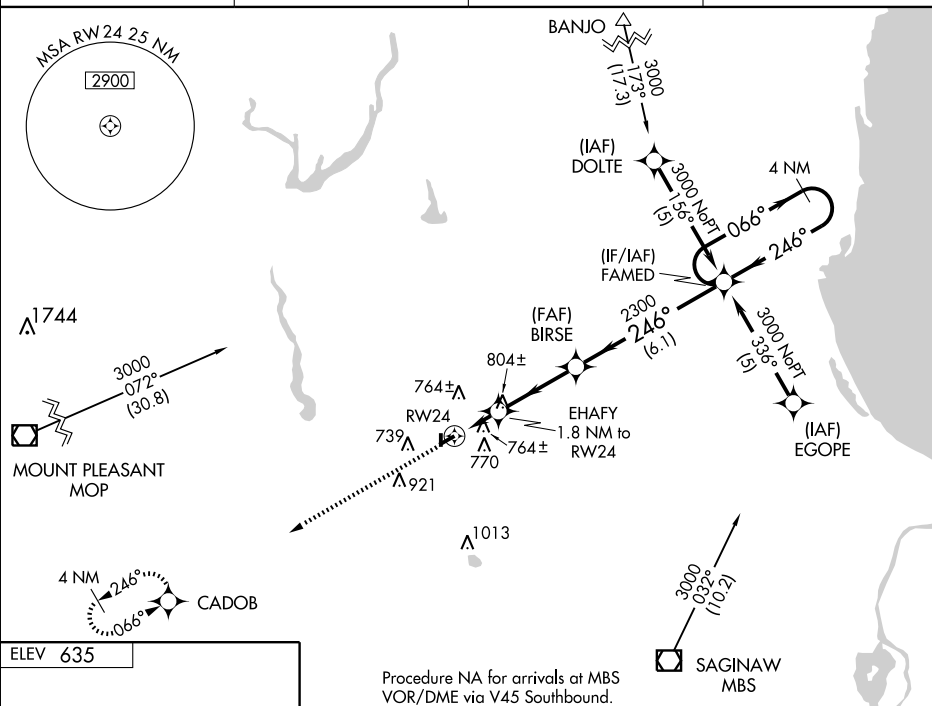 MSA RW24 25 NM
2900
BANJO
3000
173°
(17.3)
(IAF)
DOLTE
3000 NoPT
156°
(5)
4 NM
066°
246°
(IF/IAF)
FAMED
2300
246°
(6.1)
(FAF)
BIRSE
3000 NoPT
336°
(5)
(IAF)
EGOPE
1744
3000
072°
(30.8)
MOUNT PLEASANT
MOP
804±
764±
RW24
EHAFY
1.8 NM to
RW24
739
764±
770
921
1013
4 NM
246°
066°
CADOB
3000
032°
(10.2)
SAGINAW
MBS
ELEV 635
Procedure NA for arrivals at MBS
VOR/DME via V45 Southbound.